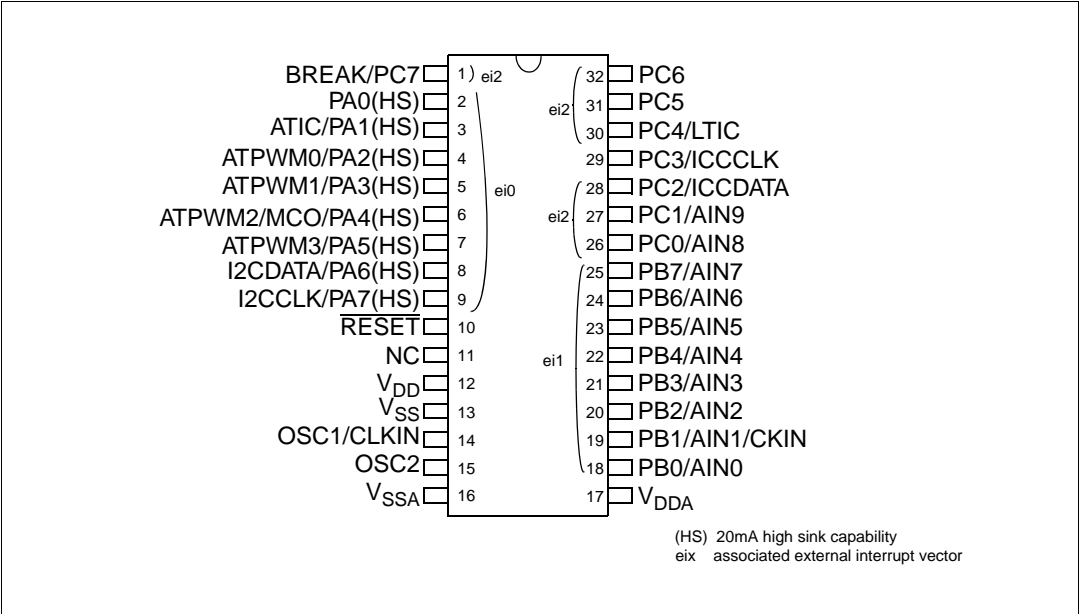 BREAK/PC7 1 ) ei2 32 PC6
PA0(HS) 2 31 PC5
ei2
ATIC/PA1(HS) 3 30 PC4/LTIC
ATPWM0/PA2(HS) 4 29 PC3/ICCCLK
ATPWM1/PA3(HS) 5 ei0 28 PC2/ICCDATA
ATPWM2/MCO/PA4(HS) 6 ei2 27 PC1/AIN9
ATPWM3/PA5(HS) 7 26 PC0/AIN8
I2CDATA/PA6(HS) 8 25 PB7/AIN7
I2CCLK/PA7(HS) 9 24 PB6/AIN6
RESET 10 23 PB5/AIN5
NC 11 ei1 22 PB4/AIN4
VDD 12 21 PB3/AIN3
VSS 13 20 PB2/AIN2
OSC1/CLKIN 14 19 PB1/AIN1/CKIN
OSC2 15 18 PB0/AIN0
VSSA 16 17 VDDA
(HS) 20mA high sink capability
eix associated external interrupt vector